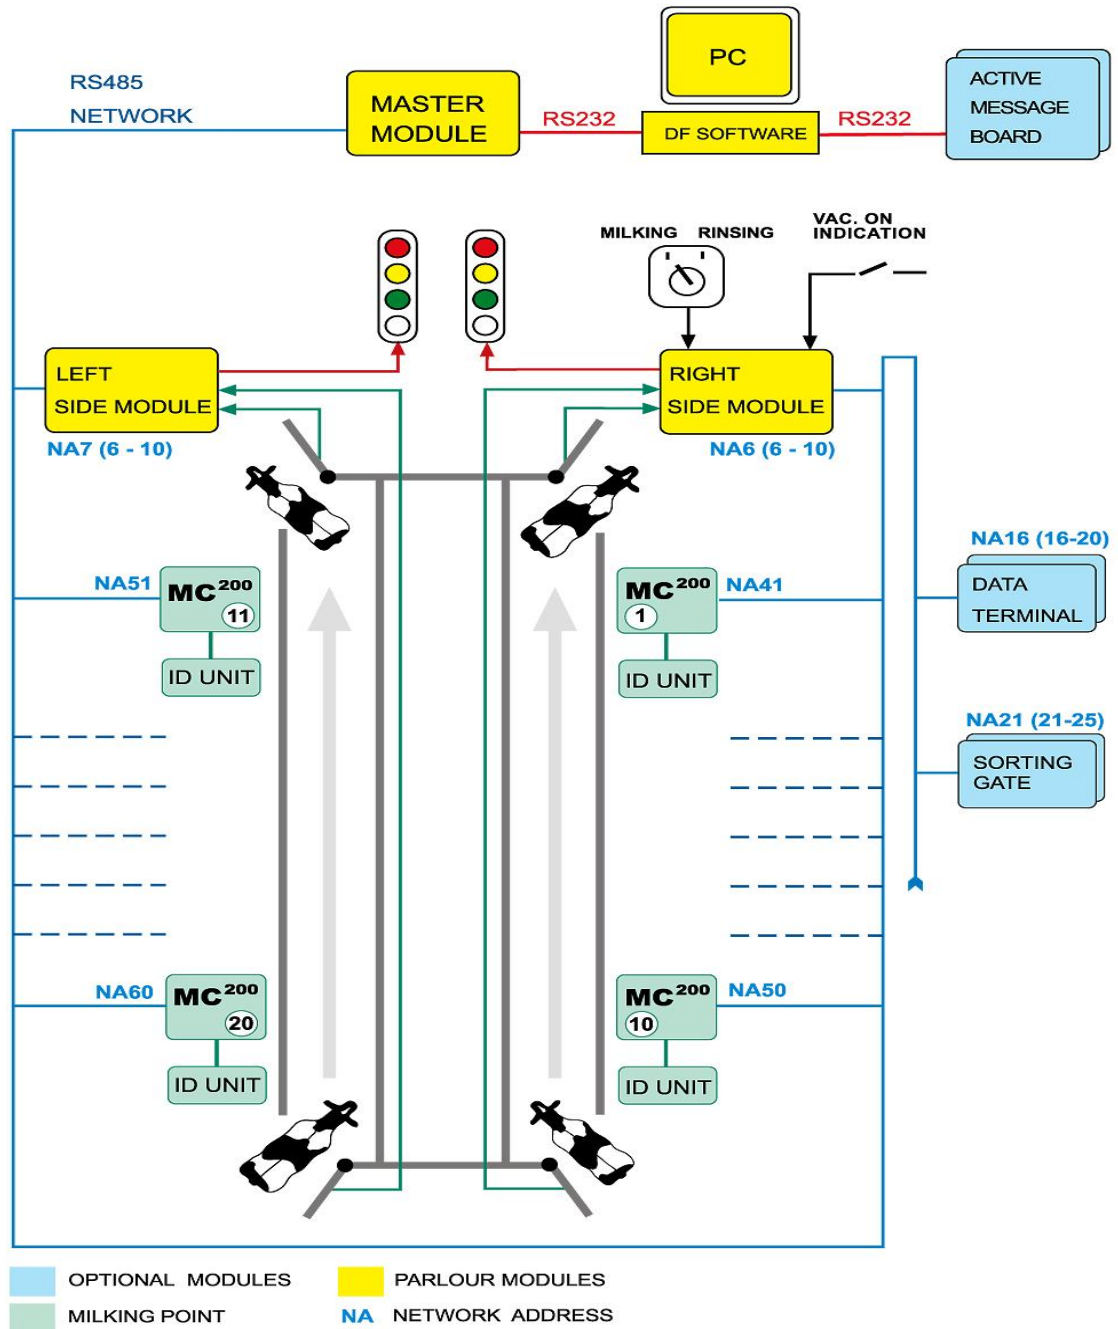 RS485
NETWORK
MASTER
MODULE
RS232
PC
DF SOFTWARE
RS232
ACTIVE
MESSAGE
BOARD
MILKING RINSING
VAC. ON
INDICATION
LEFT
SIDE MODULE
NA7 (6 - 10)
RIGHT
SIDE MODULE
NA6 (6 - 10)
NA51
MC200
11
ID UNIT
MC200
1
NA41
ID UNIT
NA16 (16-20)
DATA
TERMINAL
NA21 (21-25)
SORTING
GATE
NA60
MC200
20
ID UNIT
MC200
10
NA50
ID UNIT
OPTIONAL MODULES
PARLOUR MODULES
MILKING POINT
NA NETWORK ADDRESS